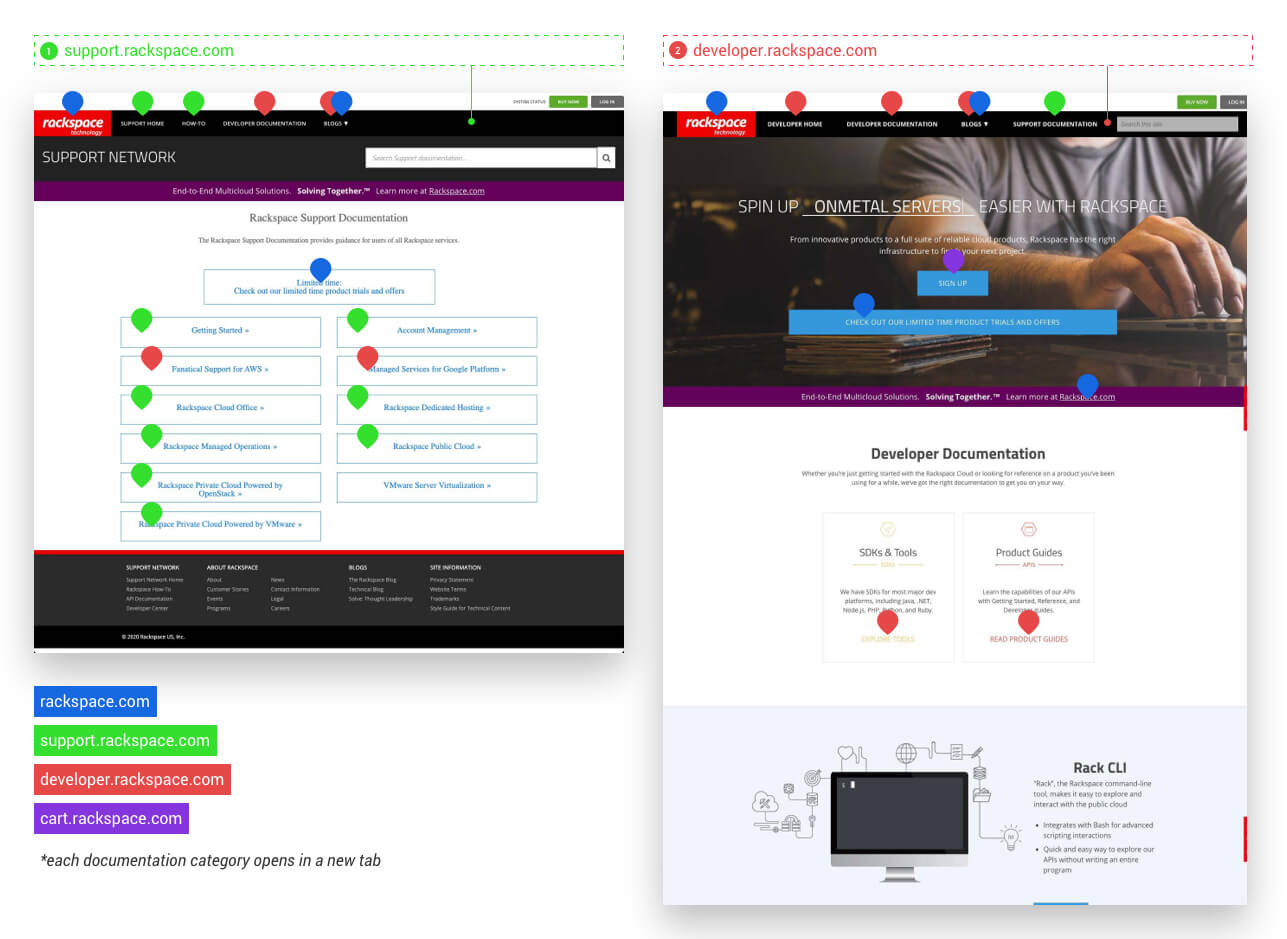 1 support.rackspace.com
SYSTEM STATUS BUY NOW LOG IN
rackspace
technology
SUPPORT HOME HOW-TO DEVELOPER DOCUMENTATION BLOGS ▼
SUPPORT NETWORK
Search Support documentation...
End-to-End Multicloud Solutions. Solving Together.™ Learn more at Rackspace.com
Rackspace Support Documentation
The Rackspace Support Documentation provides guidance for users of all Rackspace services.
Limited time:
Check out our limited time product trials and offers
Getting Started »
Account Management »
Fanatical Support for AWS »
Managed Services for Google Platform »
Rackspace Cloud Office »
Rackspace Dedicated Hosting »
Rackspace Managed Operations »
Rackspace Public Cloud »
Rackspace Private Cloud Powered by
OpenStack »
VMware Server Virtualization »
Rackspace Private Cloud Powered by VMware »
SUPPORT NETWORK
Support Network Home
Rackspace How-To
API Documentation
Developer Center
ABOUT RACKSPACE
About
Customer Stories
Events
Programs
News
Contact Information
Legal
Careers
BLOGS
The Rackspace Blog
Technical Blog
Solve: Thought Leadership
SITE INFORMATION
Privacy Statement
Website Terms
Trademarks
Style Guide for Technical Content
© 2020 Rackspace US, Inc.
rackspace.com
support.rackspace.com
developer.rackspace.com
cart.rackspace.com
*each documentation category opens in a new tab
2 developer.rackspace.com
BUY NOW LOG IN
rackspace
technology
DEVELOPER HOME DEVELOPER DOCUMENTATION BLOGS ▼ SUPPORT DOCUMENTATION
Search this site
SPIN UP ONMETAL SERVERS EASIER WITH RACKSPACE
From innovative products to a full suite of reliable cloud products, Rackspace has the right
infrastructure to fit your next project.
SIGN UP
CHECK OUT OUR LIMITED TIME PRODUCT TRIALS AND OFFERS
End-to-End Multicloud Solutions. Solving Together.™ Learn more at Rackspace.com
Developer Documentation
Whether you're just getting started with the Rackspace Cloud or looking for reference on a product you've been
using for a while, we've got the right documentation to get you on your way.
SDKs & Tools
SDKS
We have SDKs for most major dev
platforms, including Java, .NET,
Node.js, PHP, Python, and Ruby.
EXPLORE TOOLS
Product Guides
APIS
Learn the capabilities of our APIs
with Getting Started, Reference, and
Developer Guides.
READ PRODUCT GUIDES
$
Rack CLI
"Rack", the Rackspace command-line
tool, makes it easy to explore and
interact with the public cloud
• Integrates with Bash for advanced
scripting interactions
• Quick and easy way to explore our
APIs without writing an entire
program